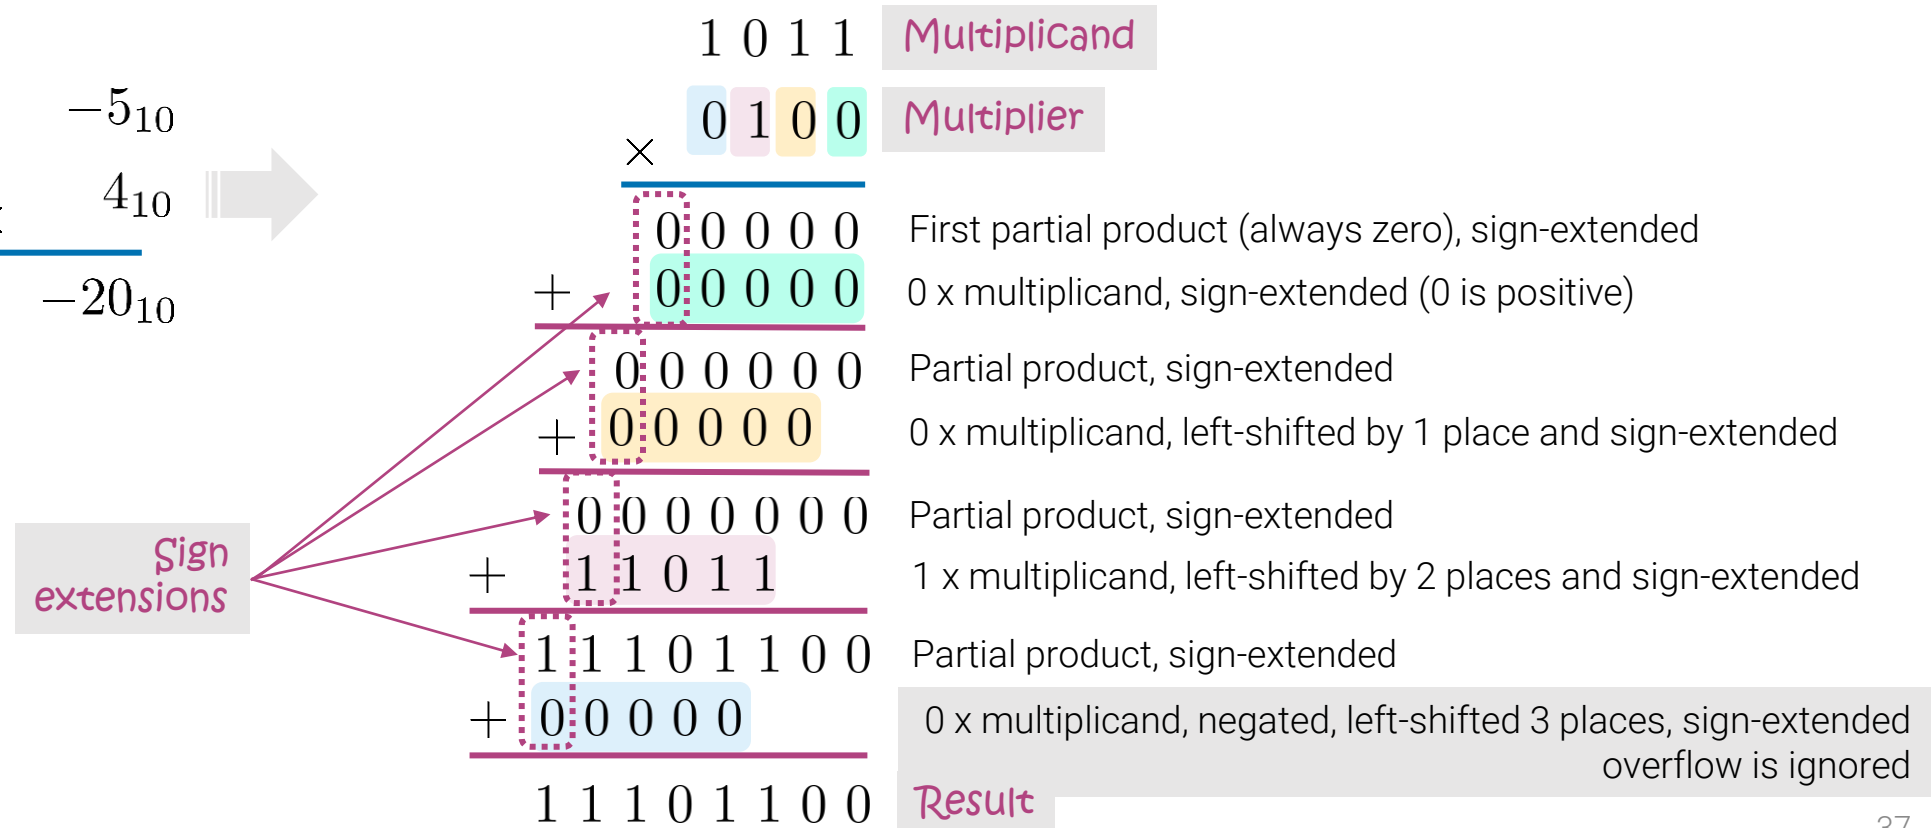 −5₁₀
4₁₀
−20₁₀
1 0 1 1 Multiplicand
× 0 1 0 0 Multiplier
0 0 0 0 0 First partial product (always zero), sign-extended
+ 0 0 0 0 0 0 x multiplicand, sign-extended (0 is positive)
0 0 0 0 0 0 Partial product, sign-extended
+ 0 0 0 0 0 0 x multiplicand, left-shifted by 1 place and sign-extended
0 0 0 0 0 0 0 Partial product, sign-extended
+ 1 1 0 1 1 1 x multiplicand, left-shifted by 2 places and sign-extended
Sign
extensions
1 1 1 0 1 1 0 0 Partial product, sign-extended
+ 0 0 0 0 0 0 x multiplicand, negated, left-shifted 3 places, sign-extended
overflow is ignored
1 1 1 0 1 1 0 0 Result